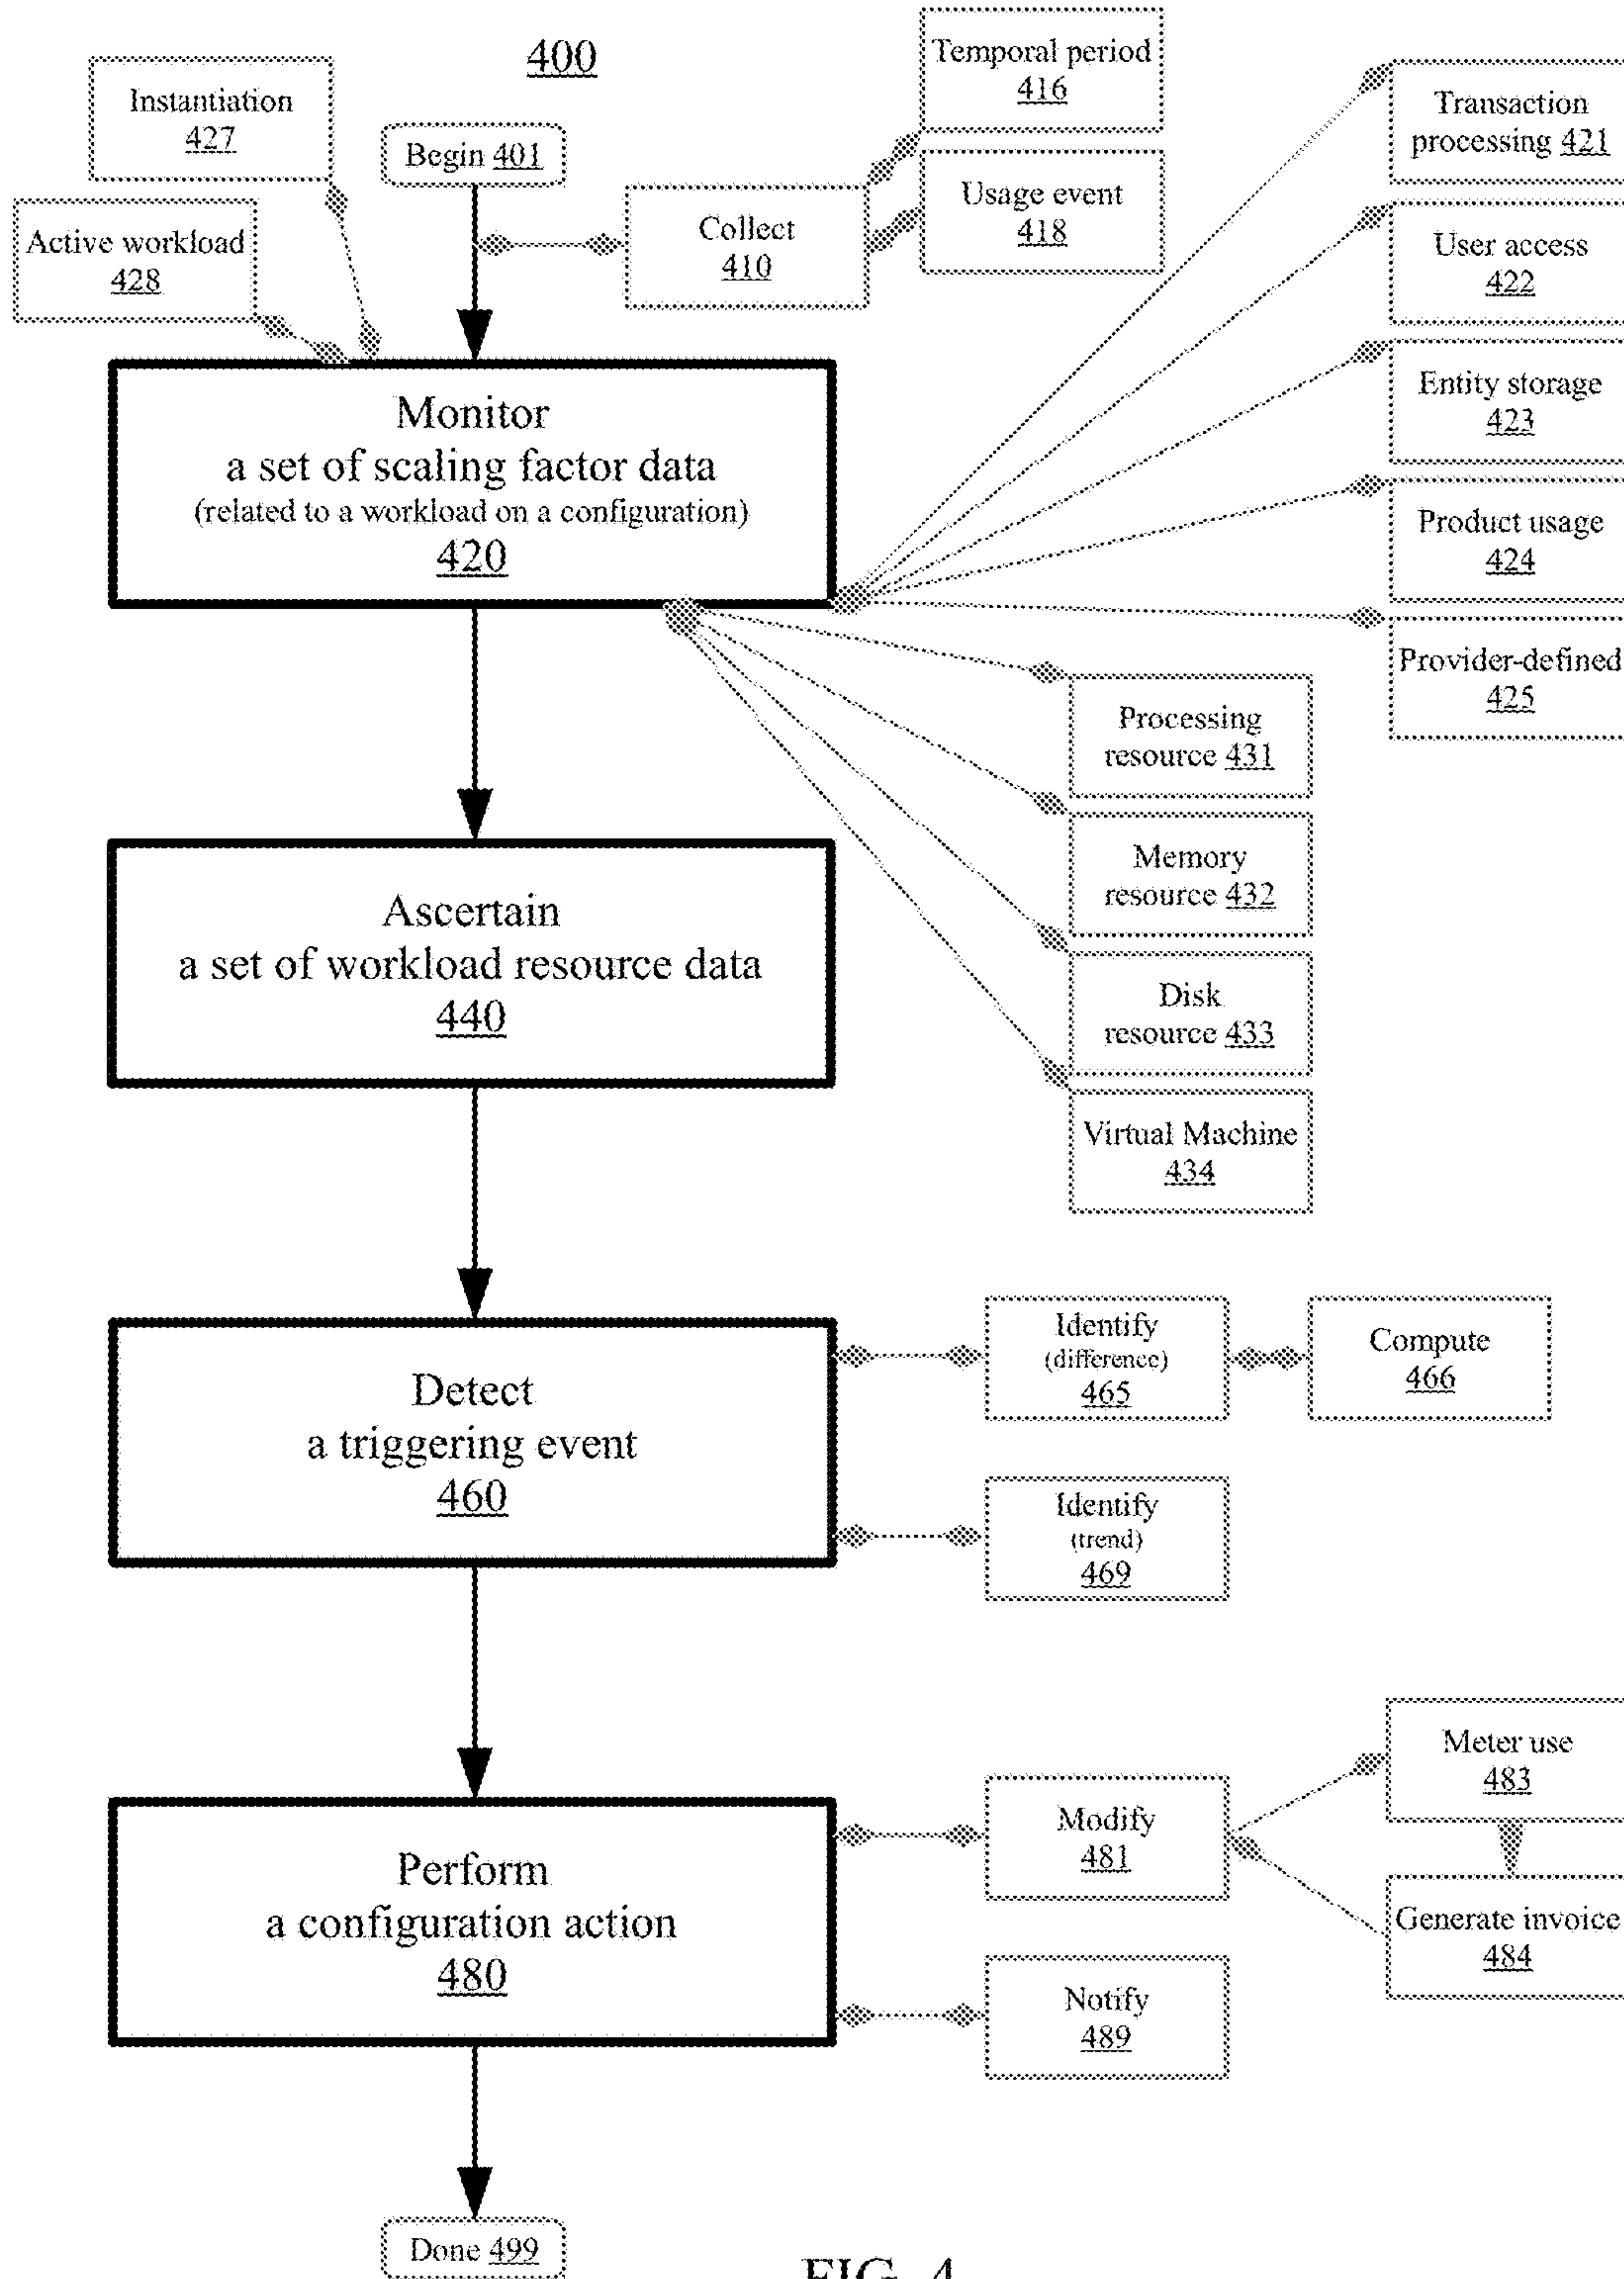 400
Temporal period
416
Instantiation
427
Transaction
processing 421
Begin 401
Usage event
418
Collect
410
Active workload
428
User access
422
Monitor
a set of scaling factor data
(related to a workload on a configuration)
420
Entity storage
423
Product usage
424
Provider-defined
425
Processing
resource 431
Memory
resource 432
Ascertain
a set of workload resource data
440
Disk
resource 433
Virtual Machine
434
Identify
(difference)
465
Compute
466
Detect
a triggering event
460
Identify
(trend)
469
Meter use
483
Modify
481
Perform
a configuration action
480
Generate invoice
484
Notify
489
Done 499
FIG. 4